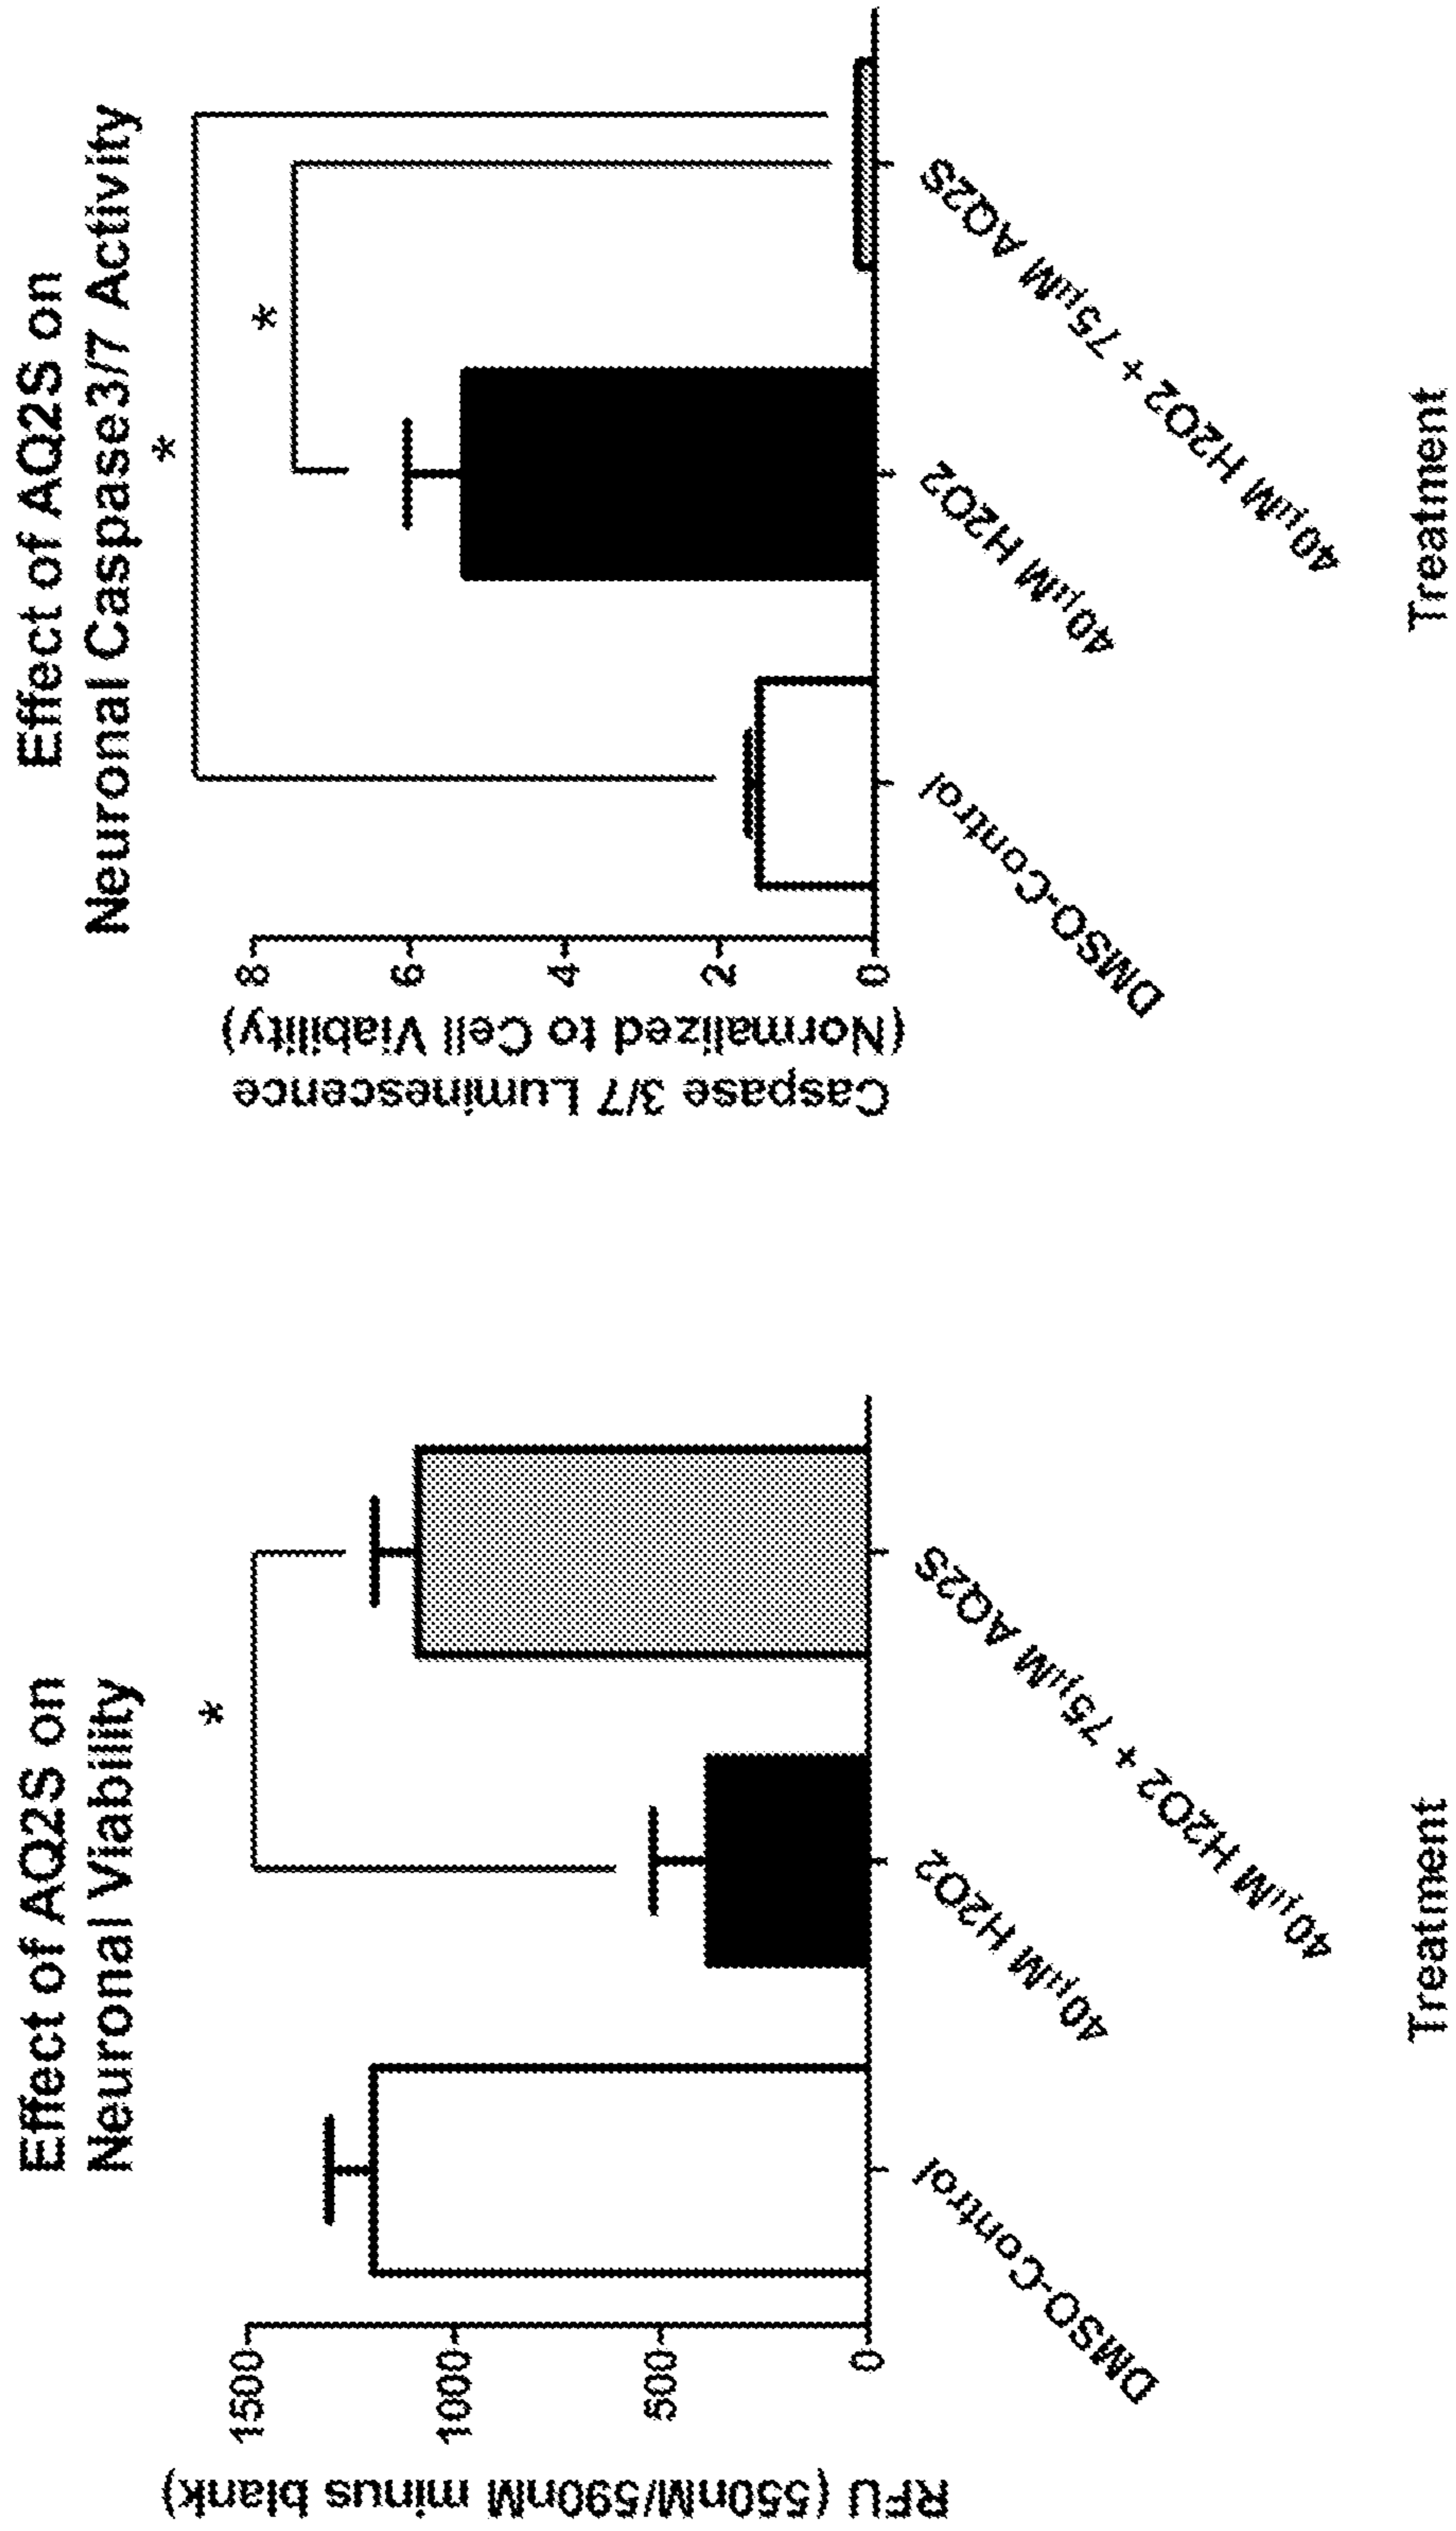 Effect of AQ2S on
Neuronal Viability
*
RFU (550nM/590nM minus blank)
1500
1000
500
0
DMSO-Control
40µM H2O2
40µM H2O2 + 75µM AQ2S
Treatment
Effect of AQ2S on
Neuronal Caspase3/7 Activity
*
*
Caspase 3/7 Luminescence
(Normalized to Cell Viability)
8
6
4
2
0
DMSO-Control
40µM H2O2
40µM H2O2 + 75µM AQ2S
Treatment